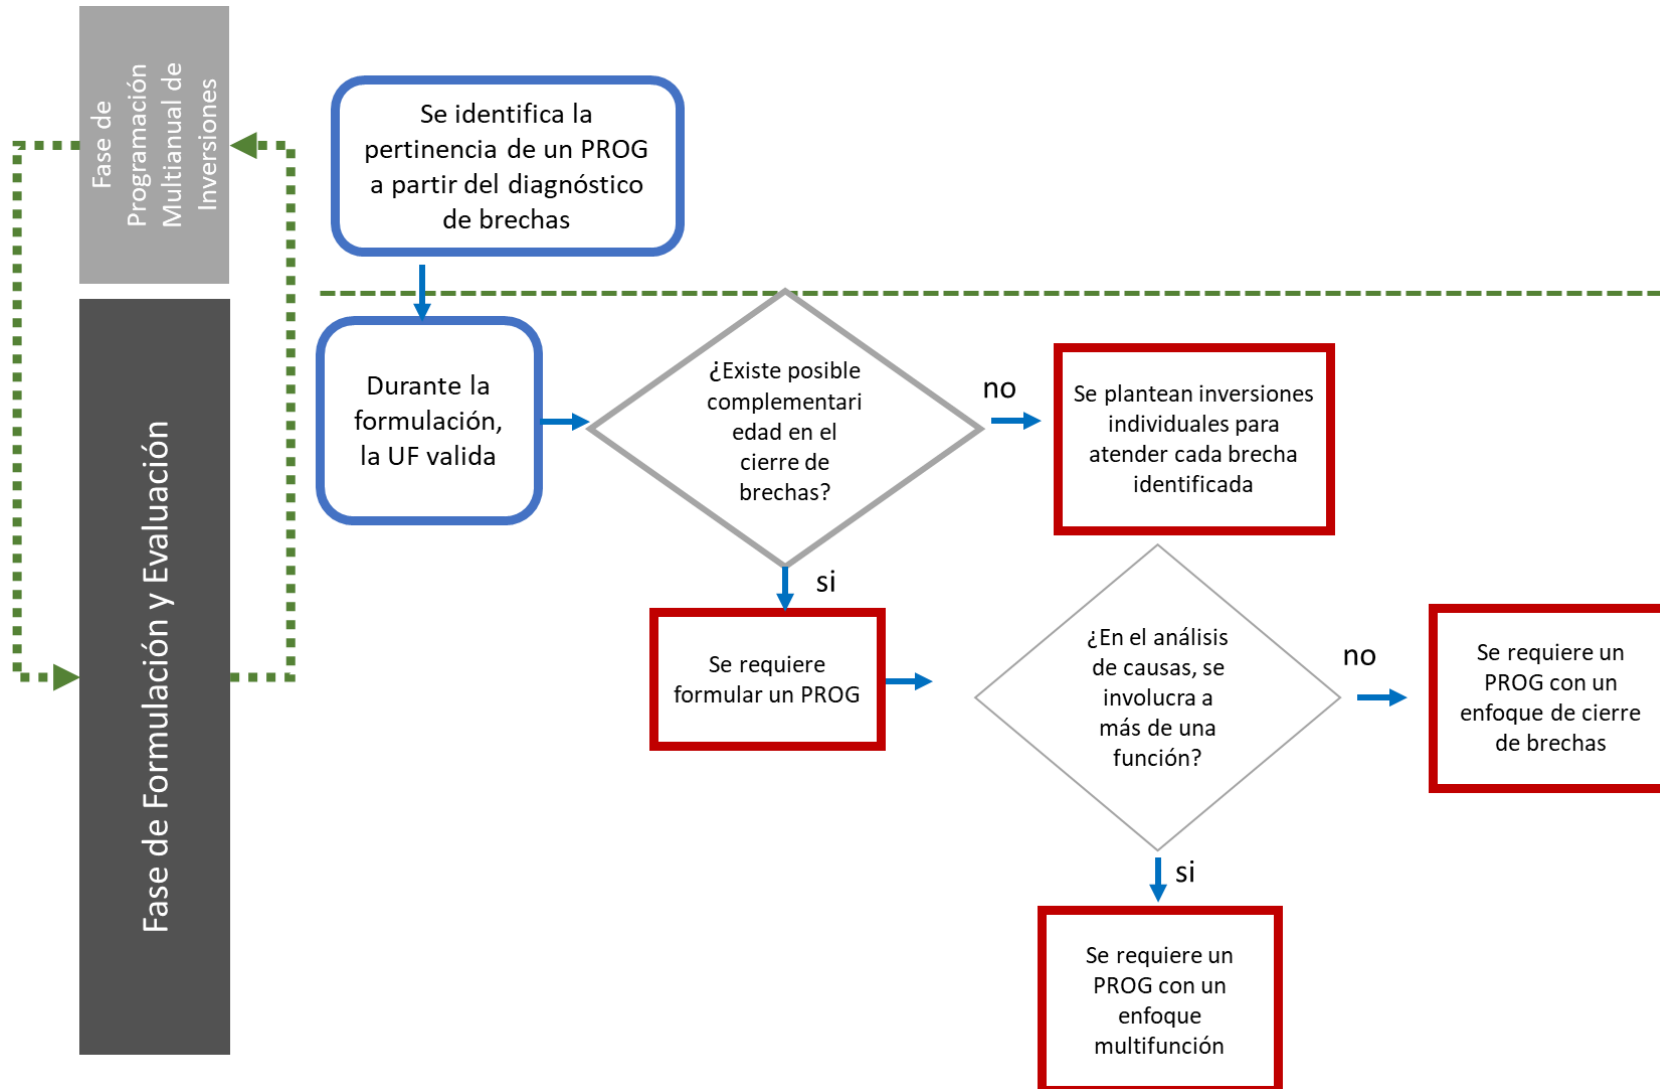 Fase de
Programación
Multianual de
Inversiones
Se identifica la
pertinencia de un PROG
a partir del diagnóstico
de brechas
Fase de Formulación y Evaluación
Durante la
formulación,
la UF valida
¿Existe posible
complementari
edad en el
cierre de
brechas?
no
Se plantean inversiones
individuales para
atender cada brecha
identificada
si
Se requiere
formular un PROG
¿En el análisis
de causas, se
involucra a
más de una
función?
no
Se requiere un
PROG con un
enfoque de cierre
de brechas
si
Se requiere un
PROG con un
enfoque
multifunción